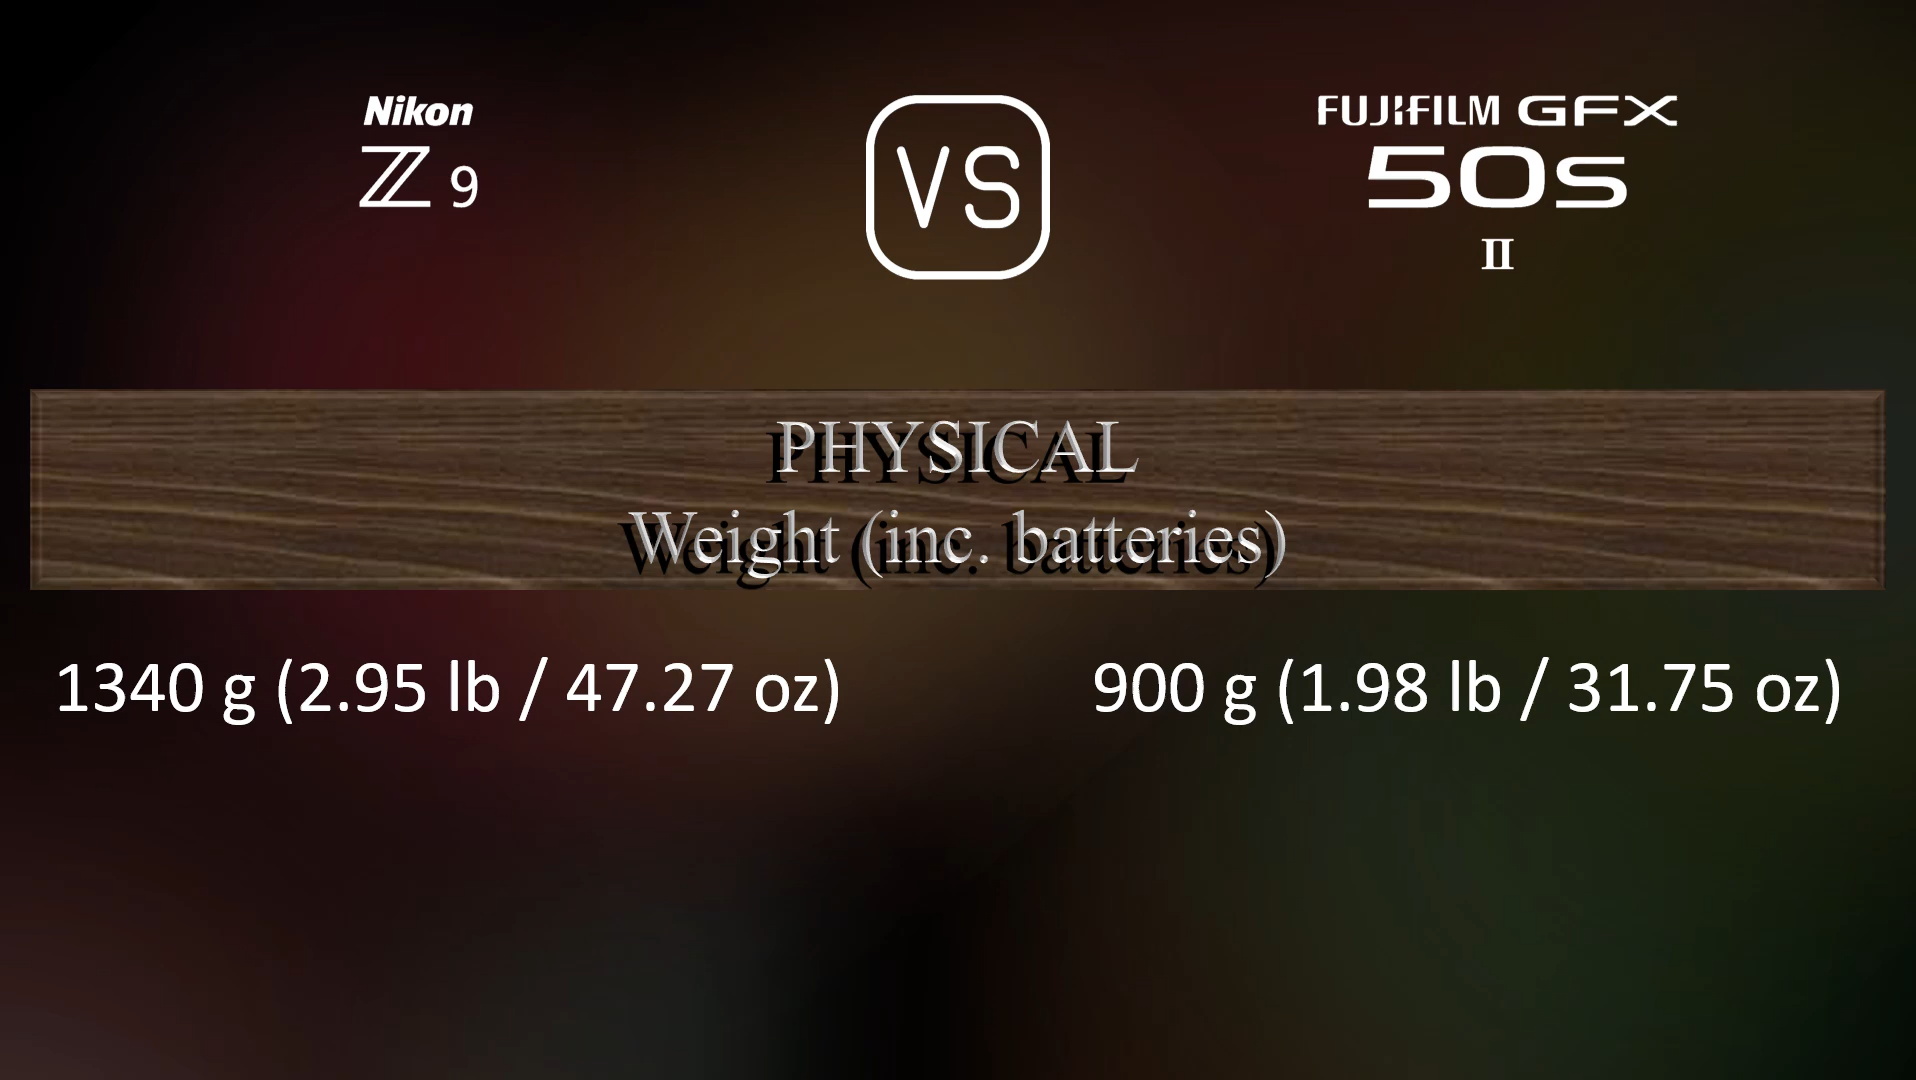 Nikon
Z 9
VS
FUJIFILM GFX
50s
II
PHYSICAL
Weight (inc. batteries)
1340 g (2.95 lb / 47.27 oz)
900 g (1.98 lb / 31.75 oz)